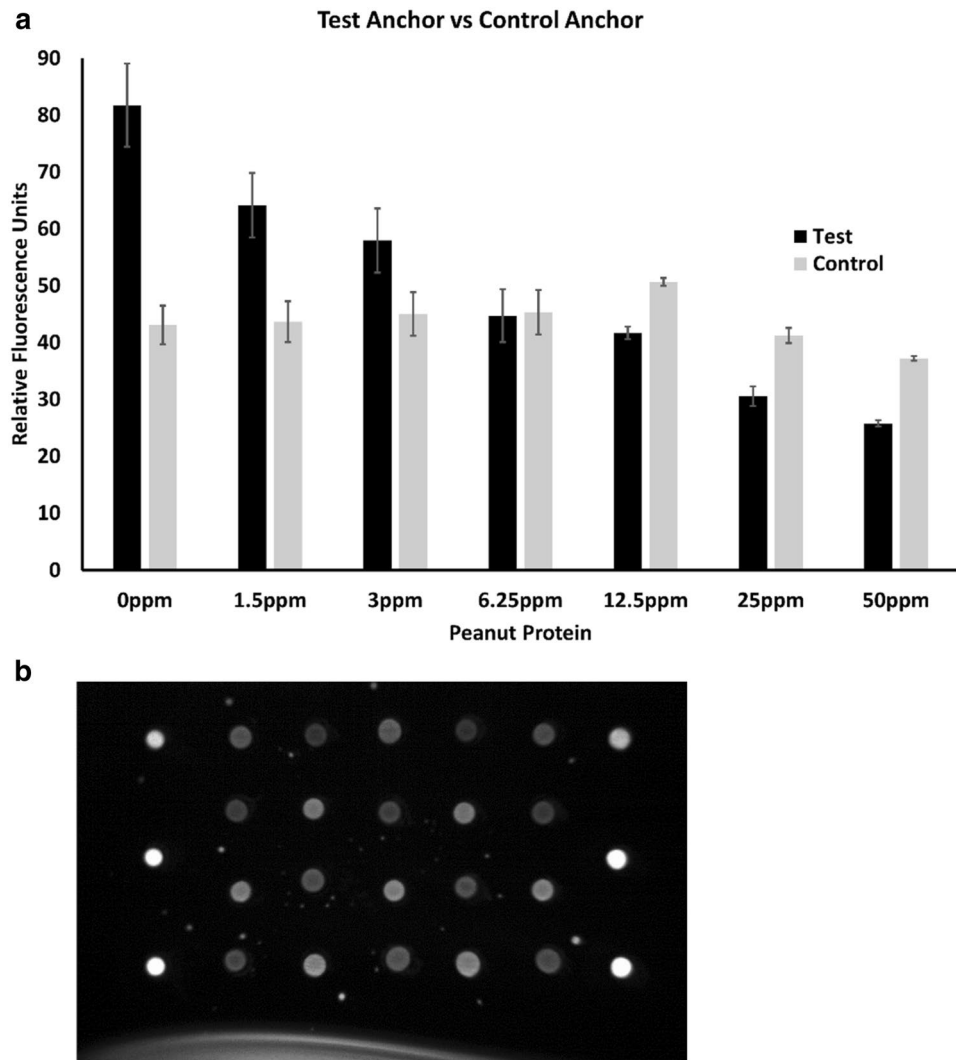 a
Test Anchor vs Control Anchor
90
80
70
60
50
40
30
20
10
0
Relative Fluorescence Units
Test
Control
0ppm 1.5ppm 3ppm 6.25ppm 12.5ppm 25ppm 50ppm
Peanut Protein
b